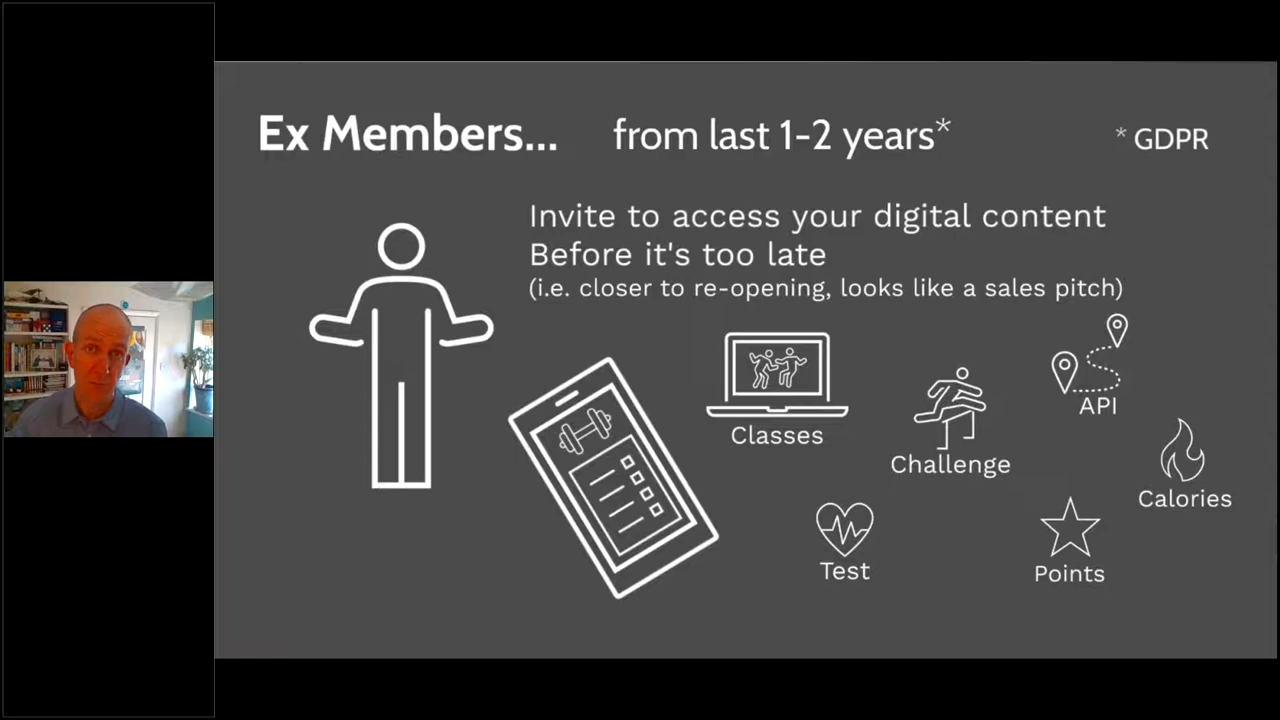 Ex Members... from last 1-2 years* * GDPR
Invite to access your digital content
Before it's too late
(i.e. closer to re-opening, looks like a sales pitch)
Classes
Challenge
API
Calories
Test
Points